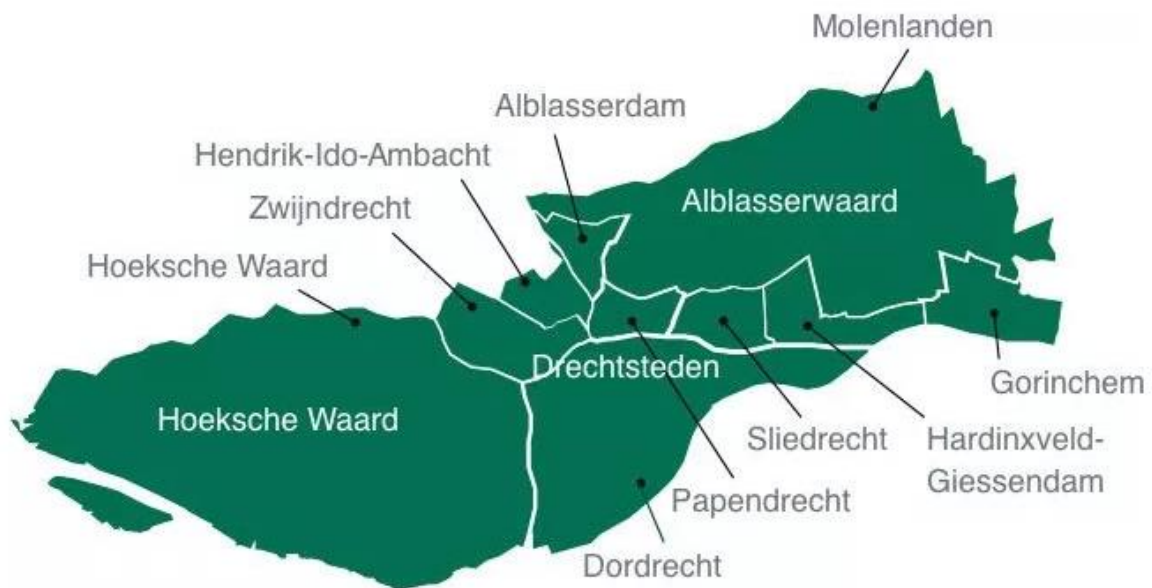 Molenlanden
Alblasserdam
Hendrik-Ido-Ambacht
Zwijndrecht
Alblasserwaard
Hoeksche Waard
Drechtsteden
Gorinchem
Hoeksche Waard
Sliedrecht
Hardinxveld-
Giessendam
Papendrecht
Dordrecht